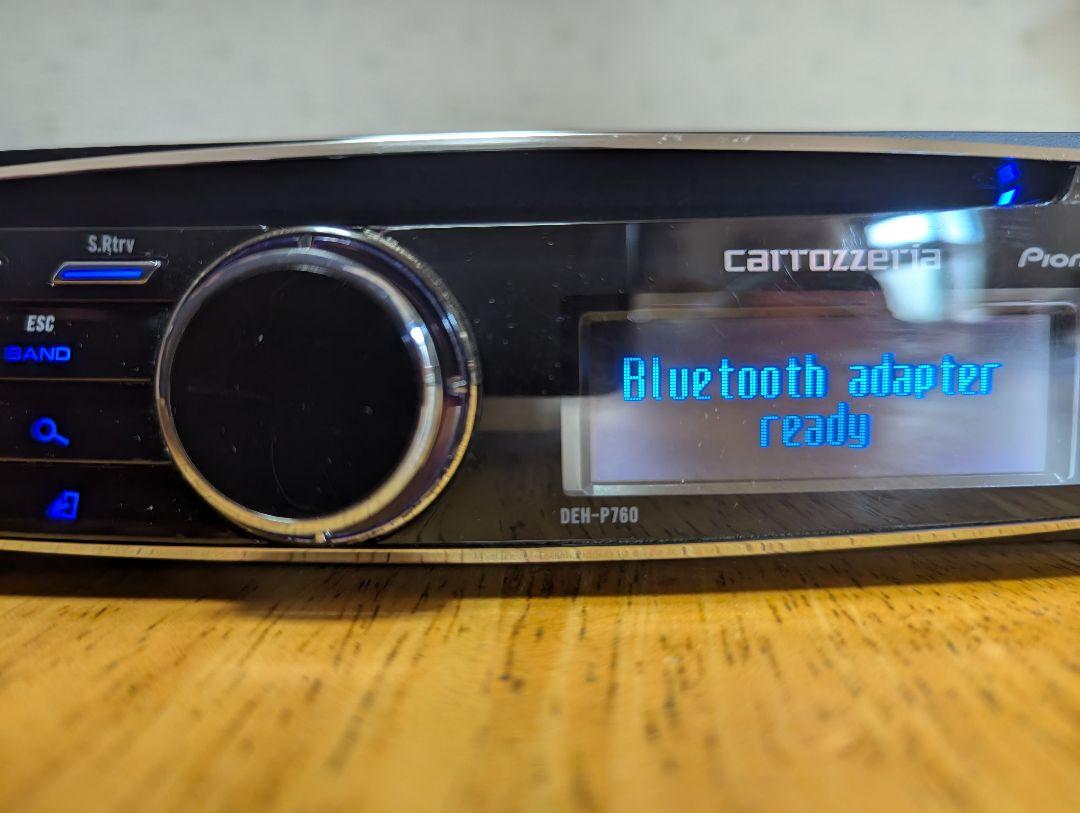 S.Rtrv
ESC
BAND
carrozzeria
Bluetooth adapter
ready
DEH-P760